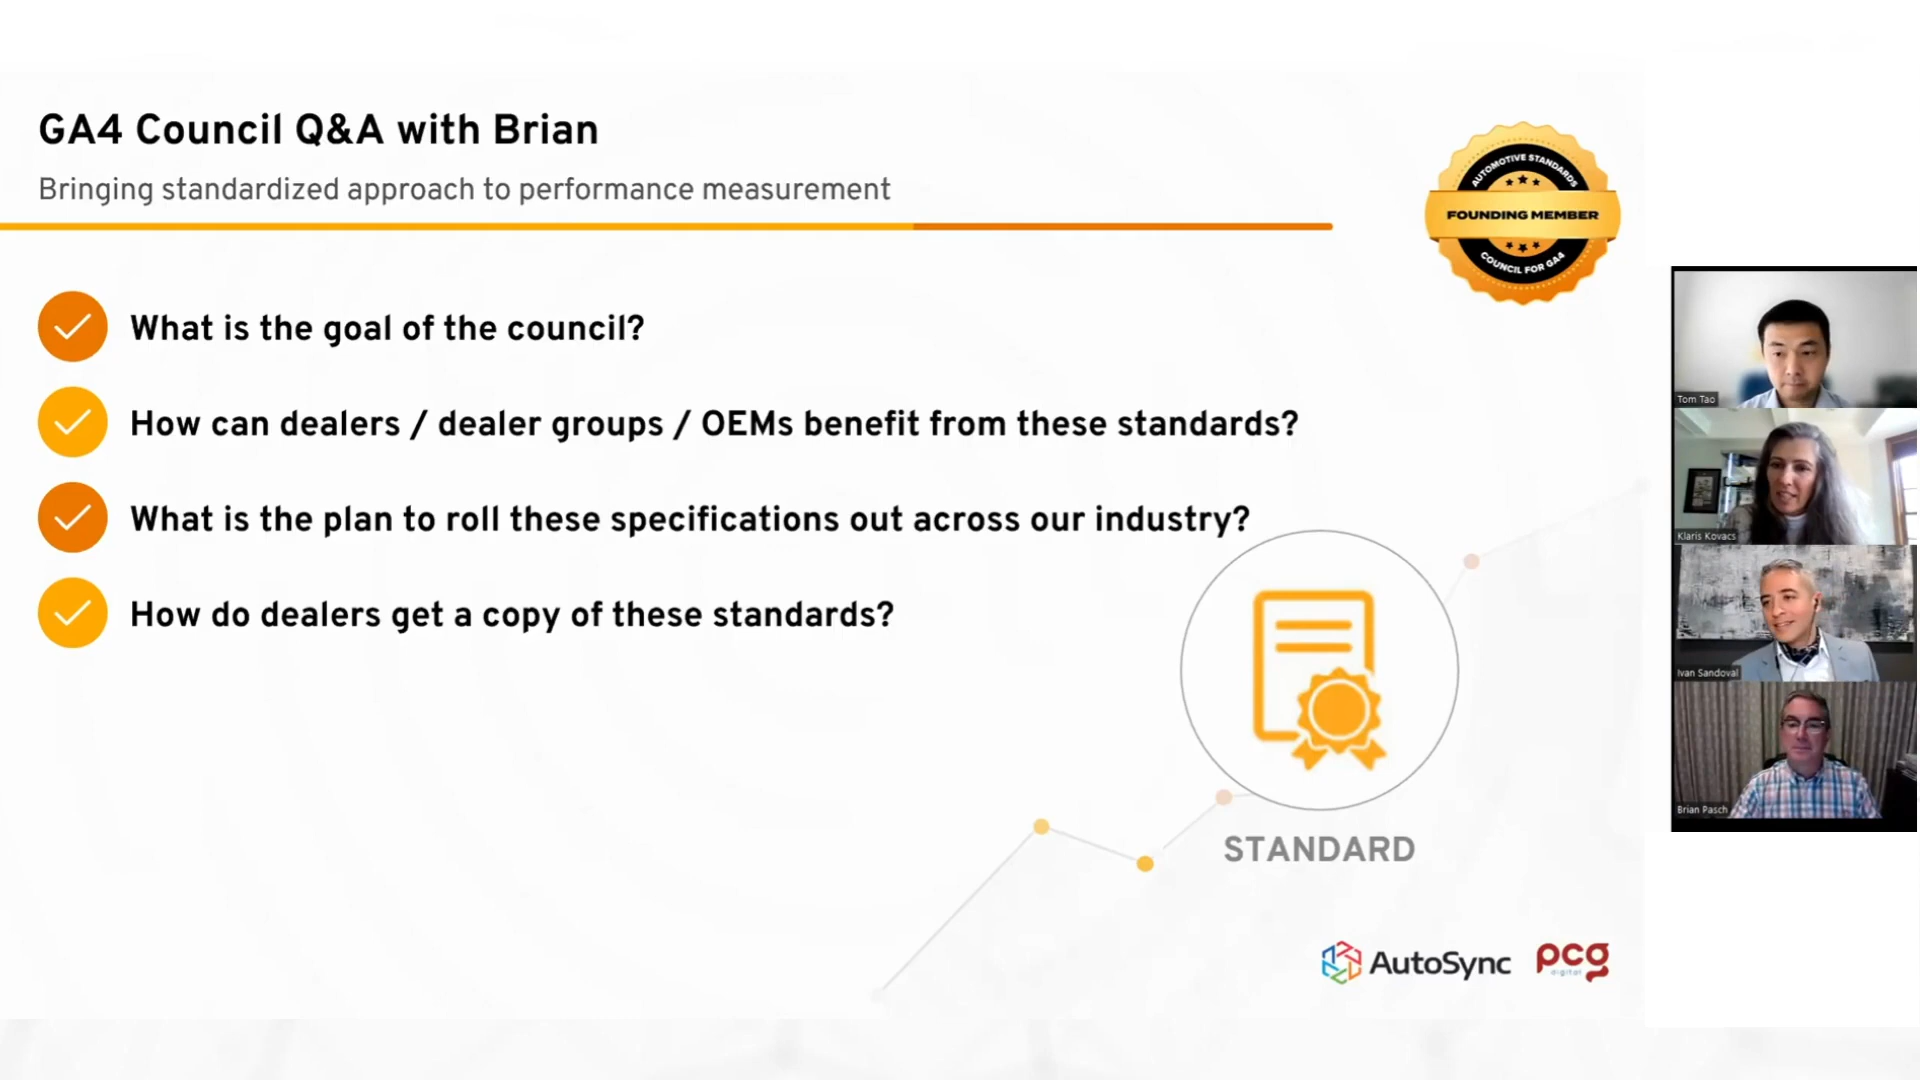 GA4 Council Q&A with Brian
Bringing standardized approach to performance measurement
AUTOMOTIVE STANDARDS
FOUNDING MEMBER
COUNCIL FOR GA4
What is the goal of the council?
How can dealers / dealer groups / OEMs benefit from these standards?
What is the plan to roll these specifications out across our industry?
How do dealers get a copy of these standards?
STANDARD
AutoSync
pcg
digital
Tom Tao
Klaris Kovacs
Ivan Sandoval
Brian Pasch